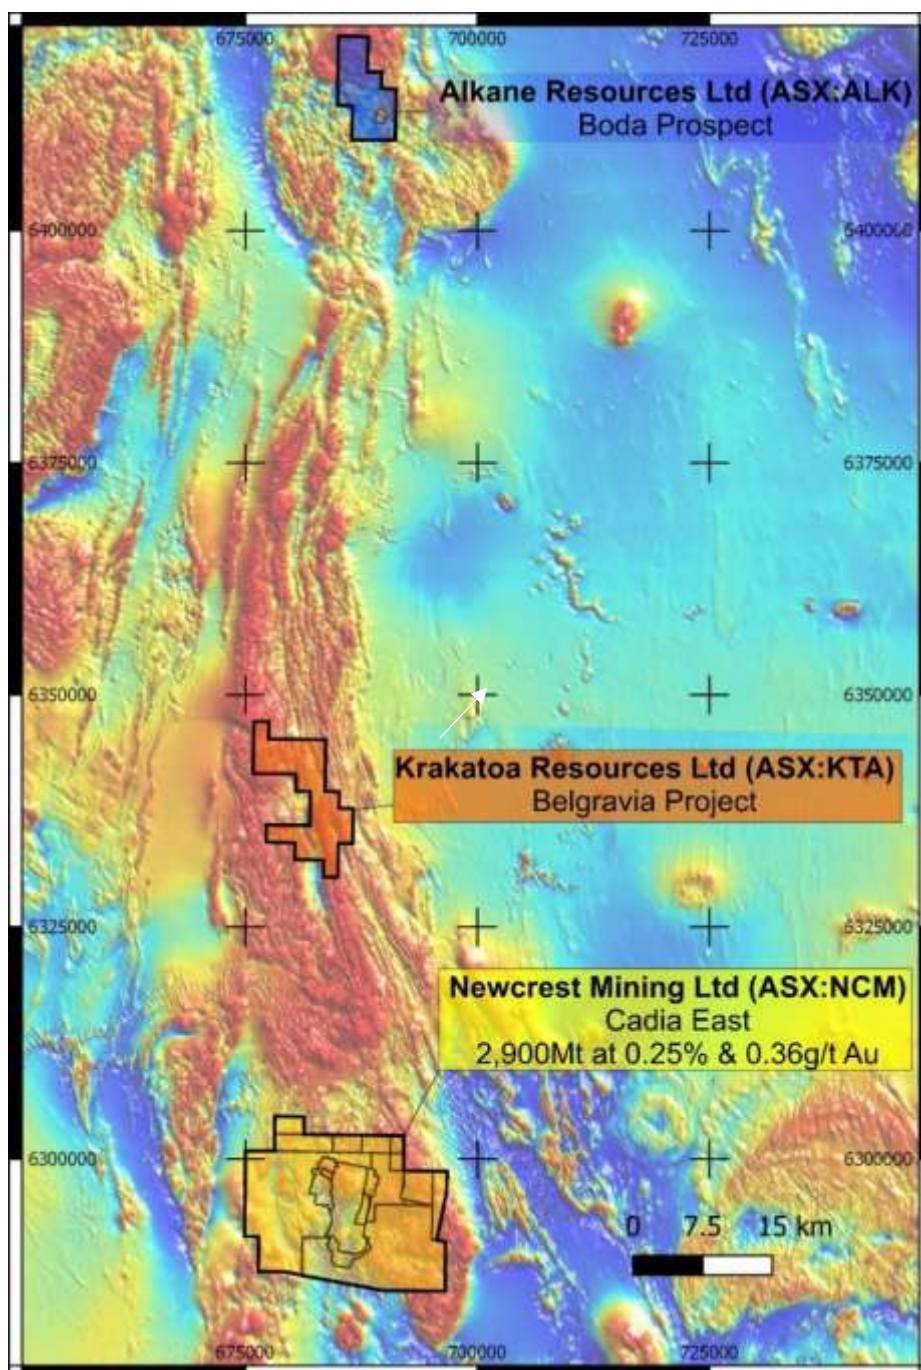 675000 700000 725000
Alkane Resources Ltd (ASX:ALK)
Boda Prospect
6400000 6400000
6375000 6375000
6350000 6350000
Krakatoa Resources Ltd (ASX:KTA)
Belgravia Project
6325000 6325000
Newcrest Mining Ltd (ASX:NCM)
Cadia East
2,900Mt at 0.25% & 0.36g/t Au
6300000 6300000
0 7.5 15 km
675000 700000 725000